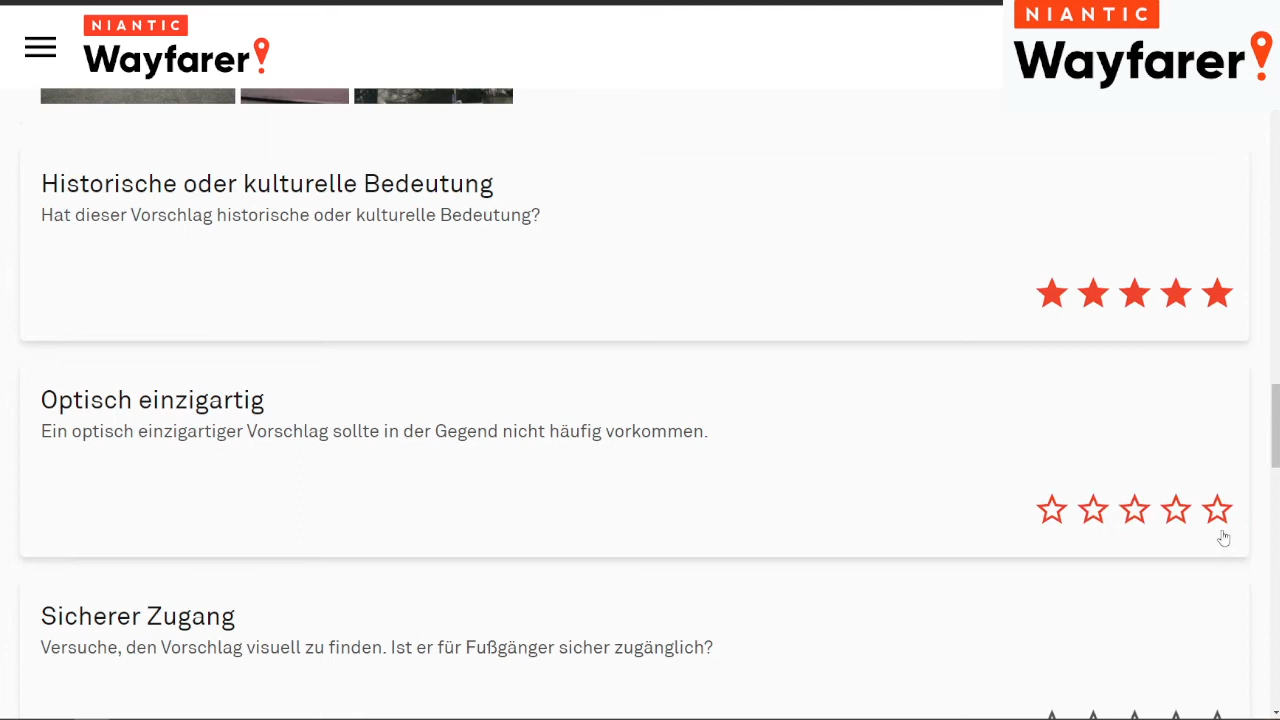 NIANTIC
Wayfarer
NIANTIC
Wayfarer
Historische oder kulturelle Bedeutung
Hat dieser Vorschlag historische oder kulturelle Bedeutung?
Optisch einzigartig
Ein optisch einzigartiger Vorschlag sollte in der Gegend nicht häufig vorkommen.
Sicherer Zugang
Versuche, den Vorschlag visuell zu finden. Ist er für Fußgänger sicher zugänglich?